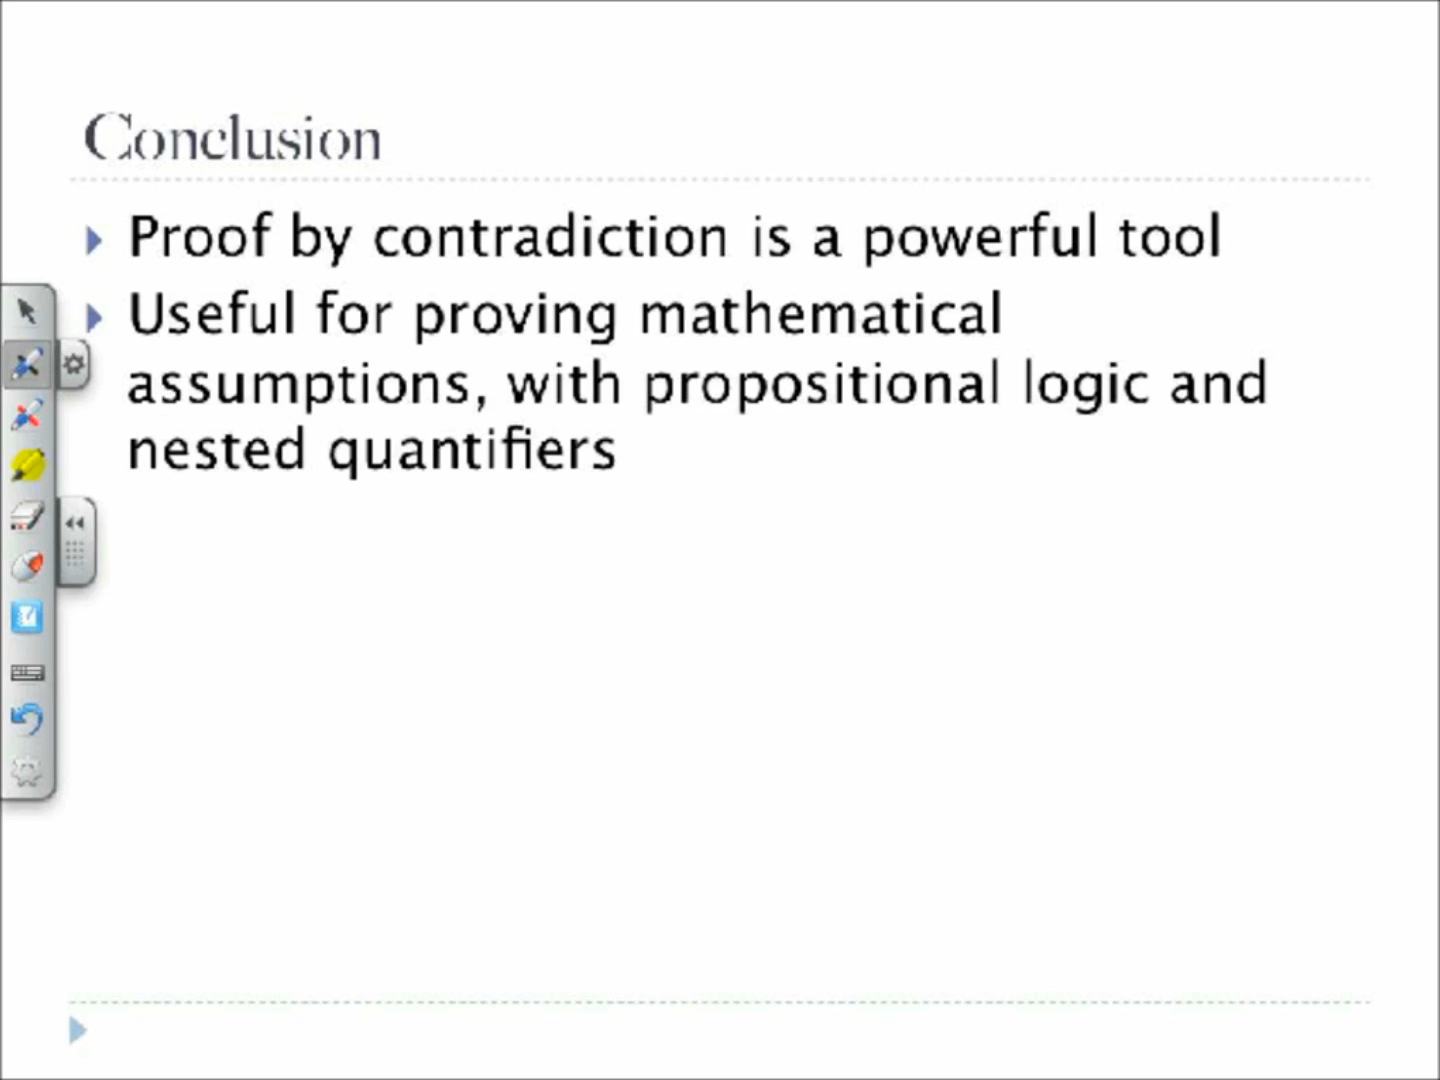 Conclusion
Proof by contradiction is a powerful tool
Useful for proving mathematical
assumptions, with propositional logic and
nested quantifiers